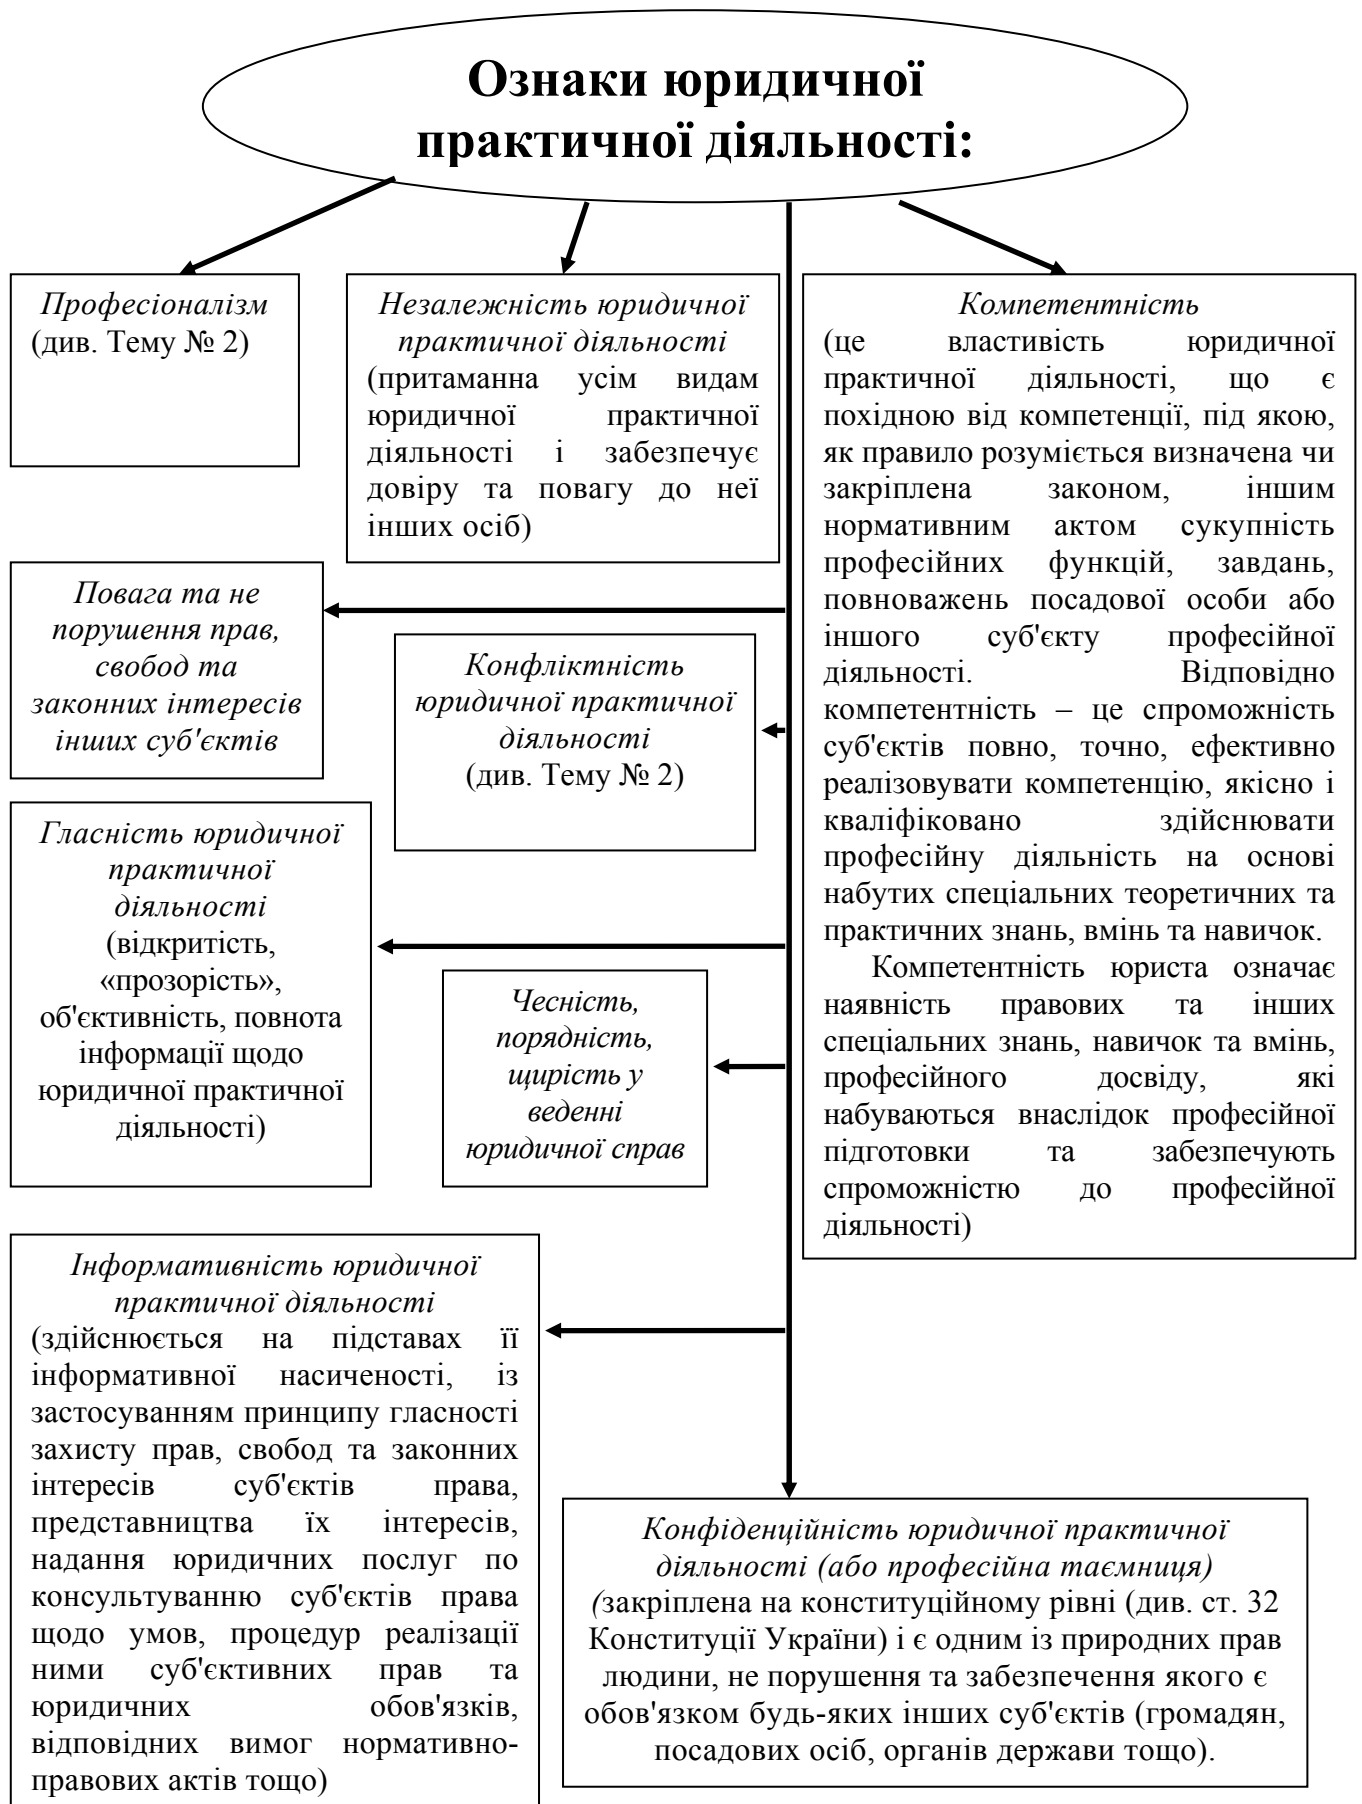 Ознаки юридичної
практичної діяльності:
Професіоналізм
(див. Тему № 2)
Незалежність юридичної
практичної діяльності
(притаманна усім видам
юридичної практичної
діяльності і забезпечує
довіру та повагу до неї
інших осіб)
Компетентність
(це властивість юридичної
практичної діяльності, що є
похідною від компетенції, під якою,
як правило розуміється визначена чи
закріплена законом, іншим
нормативним актом сукупність
професійних функцій, завдань,
повноважень посадової особи або
іншого суб'єкту професійної
діяльності. Відповідно
компетентність – це спроможність
суб'єктів повно, точно, ефективно
реалізовувати компетенцію, якісно і
кваліфіковано здійснювати
професійну діяльність на основі
набутих спеціальних теоретичних та
практичних знань, вмінь та навичок.
Компетентність юриста означає
наявність правових та інших
спеціальних знань, навичок та вмінь,
професійного досвіду, які
набуваються внаслідок професійної
підготовки та забезпечують
спроможністю до професійної
діяльності)
Повага та не
порушення прав,
свобод та
законних інтересів
інших суб'єктів
Конфліктність
юридичної практичної
діяльності
(див. Тему № 2)
Гласність юридичної
практичної
діяльності
(відкритість,
«прозорість»,
об'єктивність, повнота
інформації щодо
юридичної практичної
діяльності)
Чесність,
порядність,
щирість у
веденні
юридичної справ
Інформативність юридичної
практичної діяльності
(здійснюється на підставах її
інформативної насиченості, із
застосуванням принципу гласності
захисту прав, свобод та законних
інтересів суб'єктів права,
представництва їх інтересів,
надання юридичних послуг по
консультуванню суб'єктів права
щодо умов, процедур реалізації
ними суб'єктивних прав та
юридичних обов'язків,
відповідних вимог нормативно-
правових актів тощо)
Конфіденційність юридичної практичної
діяльності (або професійна таємниця)
(закріплена на конституційному рівні (див. ст. 32
Конституції України) і є одним із природних прав
людини, не порушення та забезпечення якого є
обов'язком будь-яких інших суб'єктів (громадян,
посадових осіб, органів держави тощо).